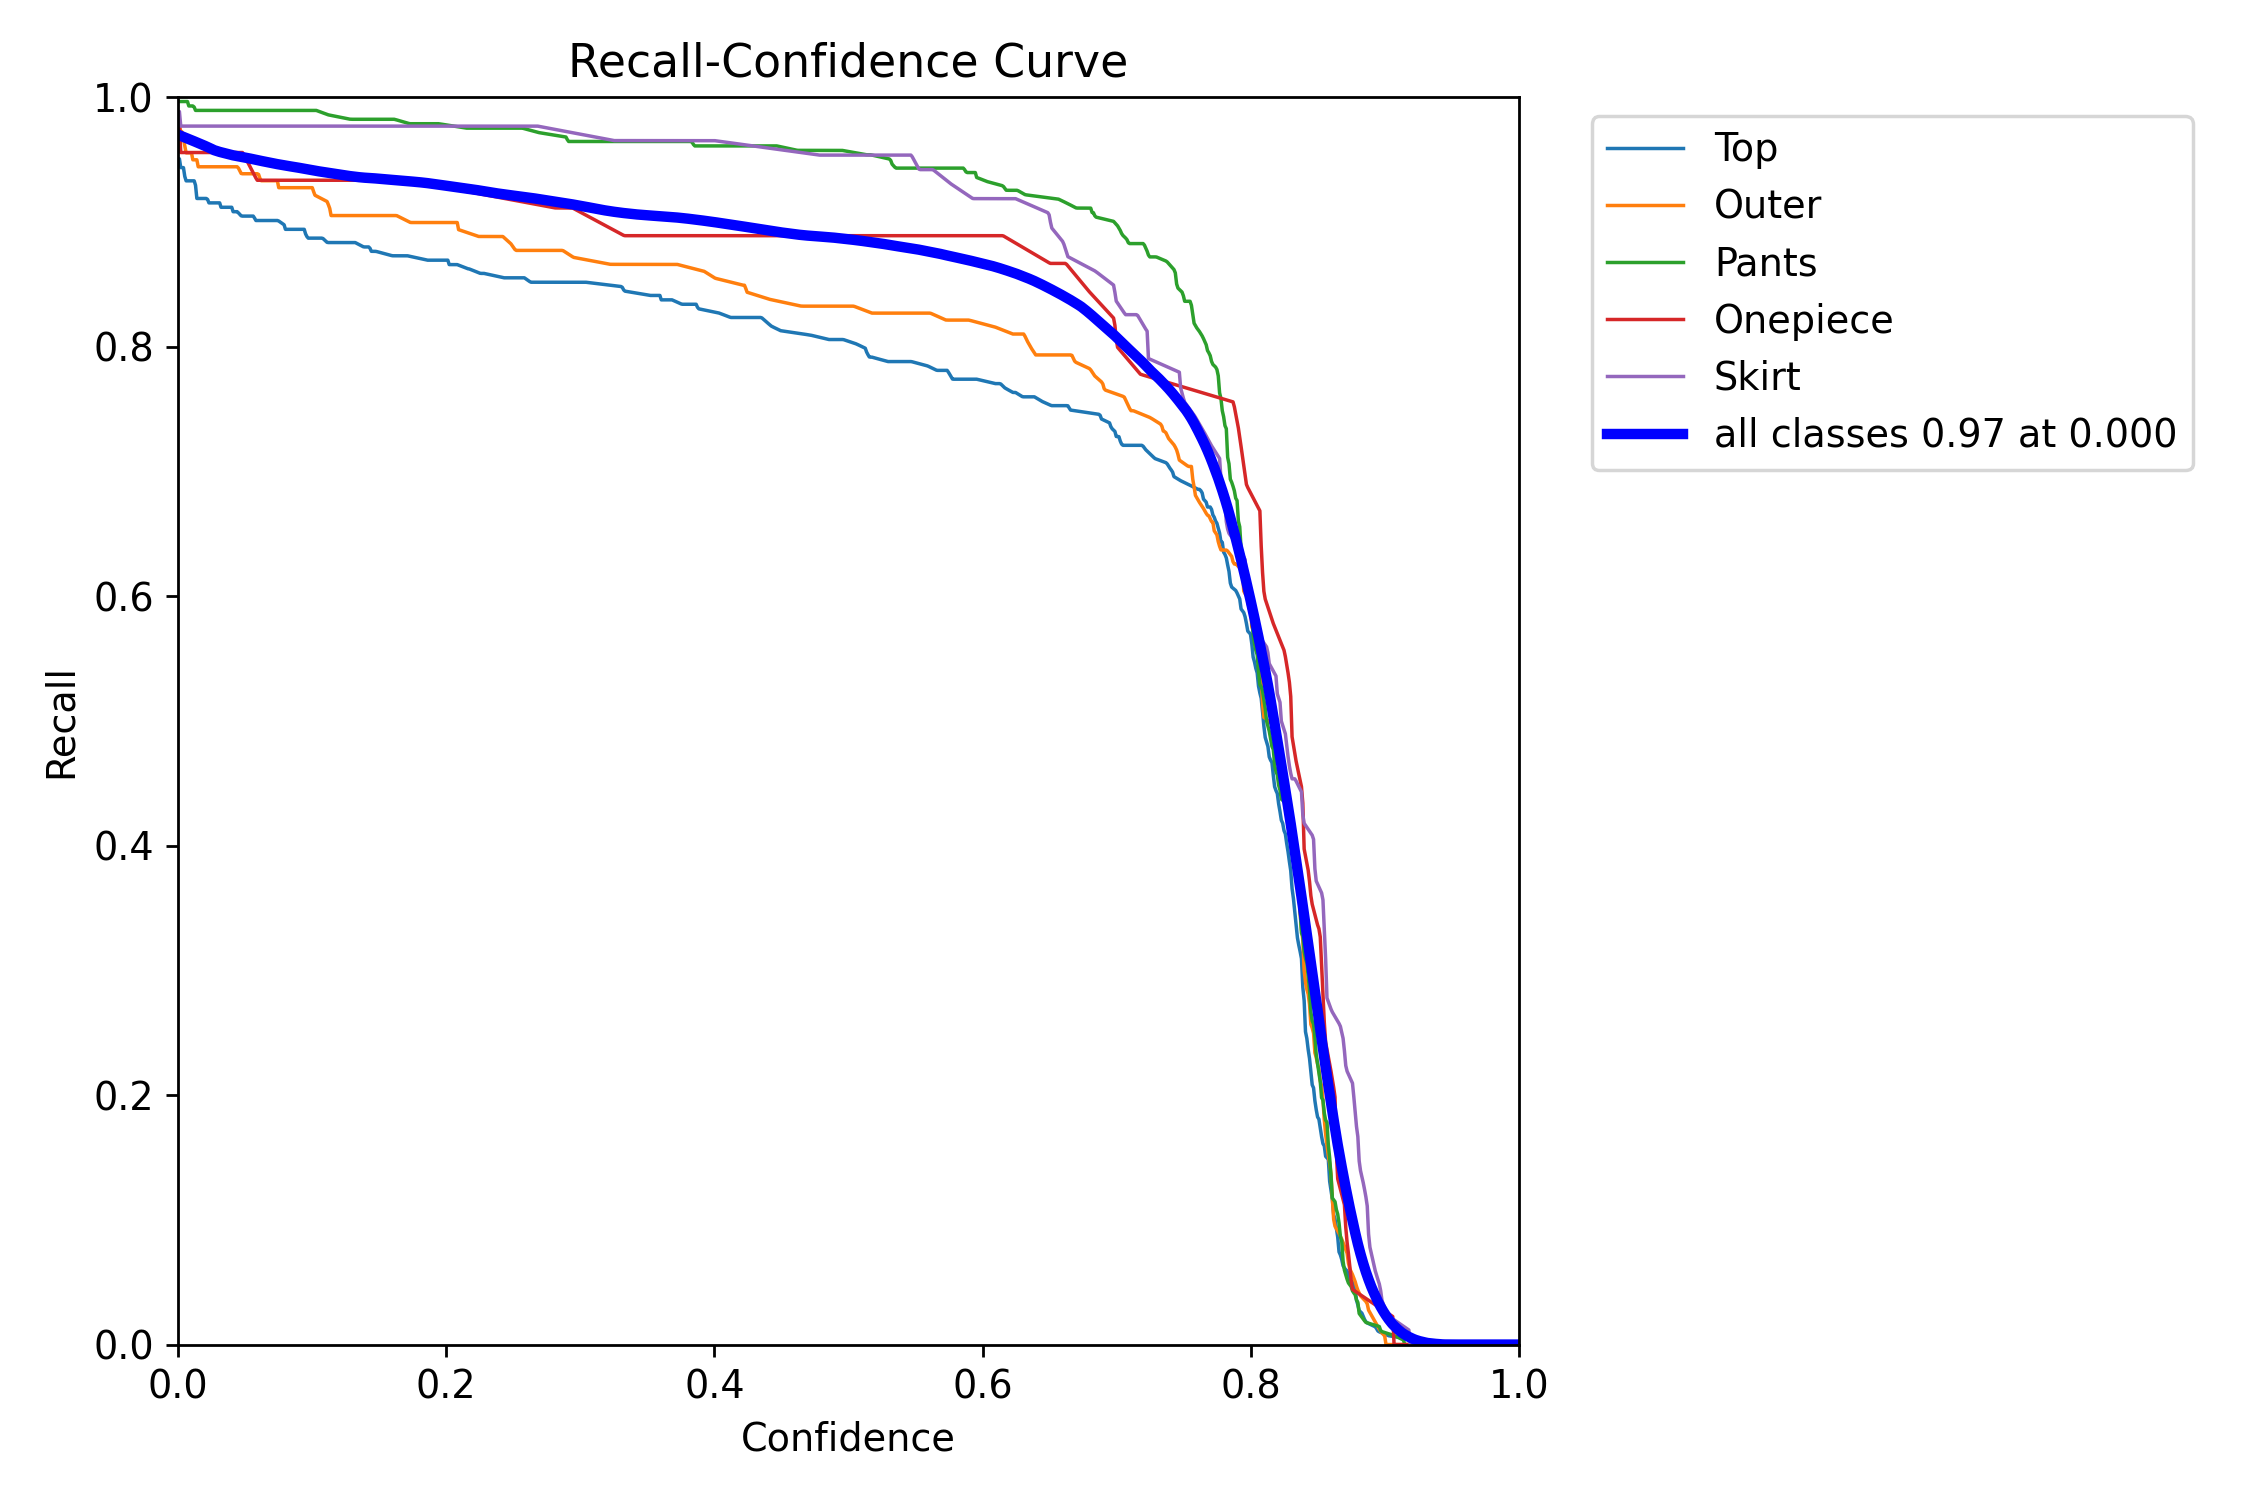 Recall-Confidence Curve
1.0
0.8
0.6
0.4
0.2
0.0
Recall
0.0 0.2 0.4 0.6 0.8 1.0
Confidence
Top
Outer
Pants
Onepiece
Skirt
all classes 0.97 at 0.000